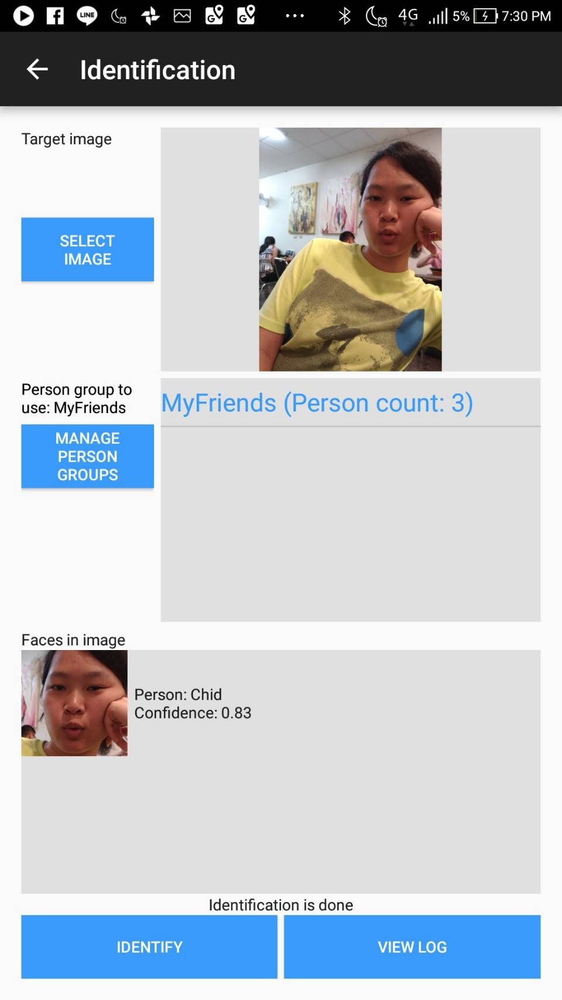 LINE
G
G
4G
5%
7:30 PM
Identification
Target image
SELECT
IMAGE
Person group to
use: MyFriends
MyFriends (Person count: 3)
MANAGE
PERSON
GROUPS
Faces in image
Person: Chid
Confidence: 0.83
Identification is done
IDENTIFY
VIEW LOG